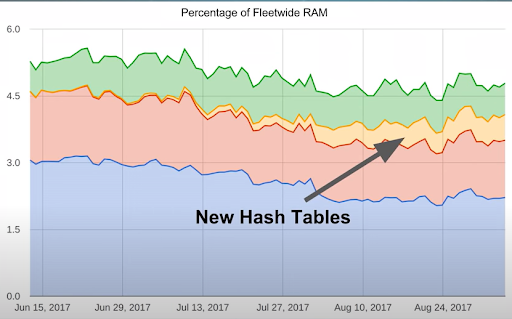 Percentage of Fleetwide RAM
6.0
4.5
3.0
1.5
0.0
New Hash Tables
Jun 15, 2017 Jun 29, 2017 Jul 13, 2017 Jul 27, 2017 Aug 10, 2017 Aug 24, 2017